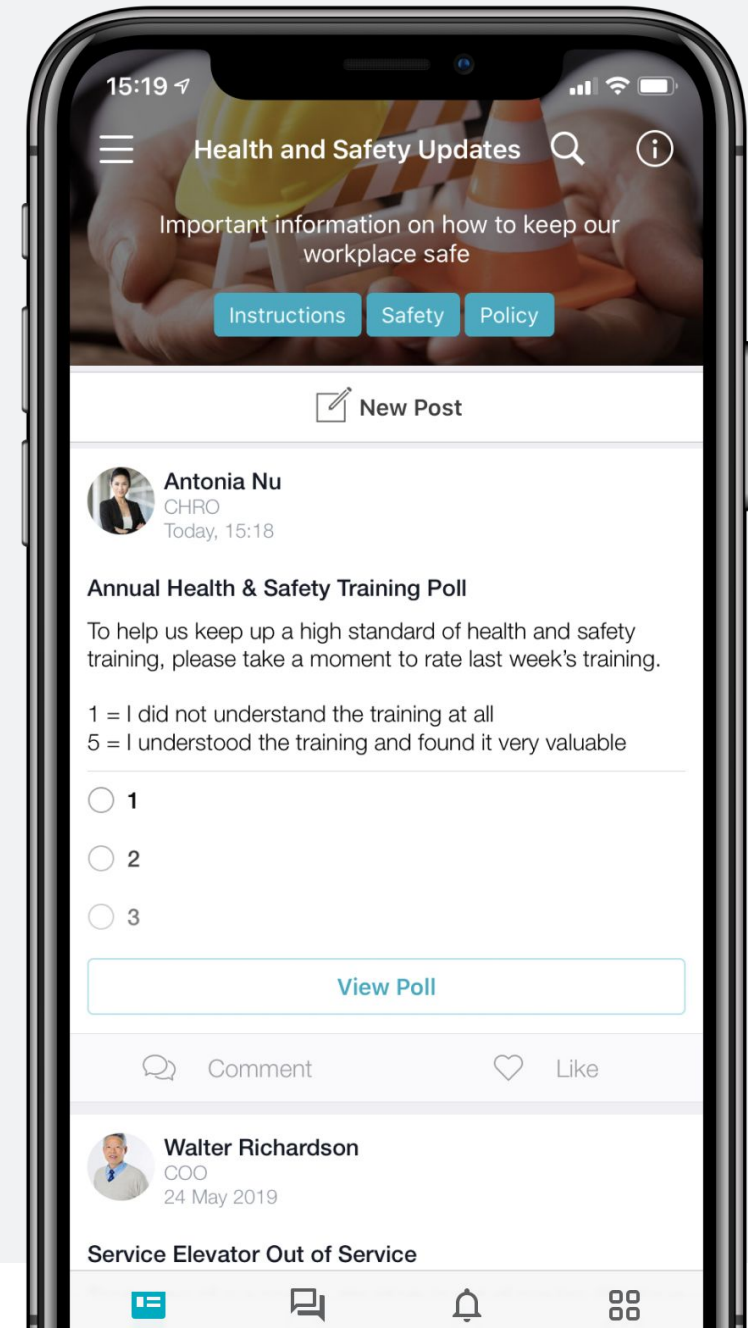 15:19
Health and Safety Updates
Important information on how to keep our
workplace safe
Instructions Safety Policy
New Post
Antonia Nu
CHRO
Today, 15:18
Annual Health & Safety Training Poll
To help us keep up a high standard of health and safety
training, please take a moment to rate last week's training.
1 = I did not understand the training at all
5 = I understood the training and found it very valuable
1
2
3
View Poll
Comment Like
Walter Richardson
COO
24 May 2019
Service Elevator Out of Service